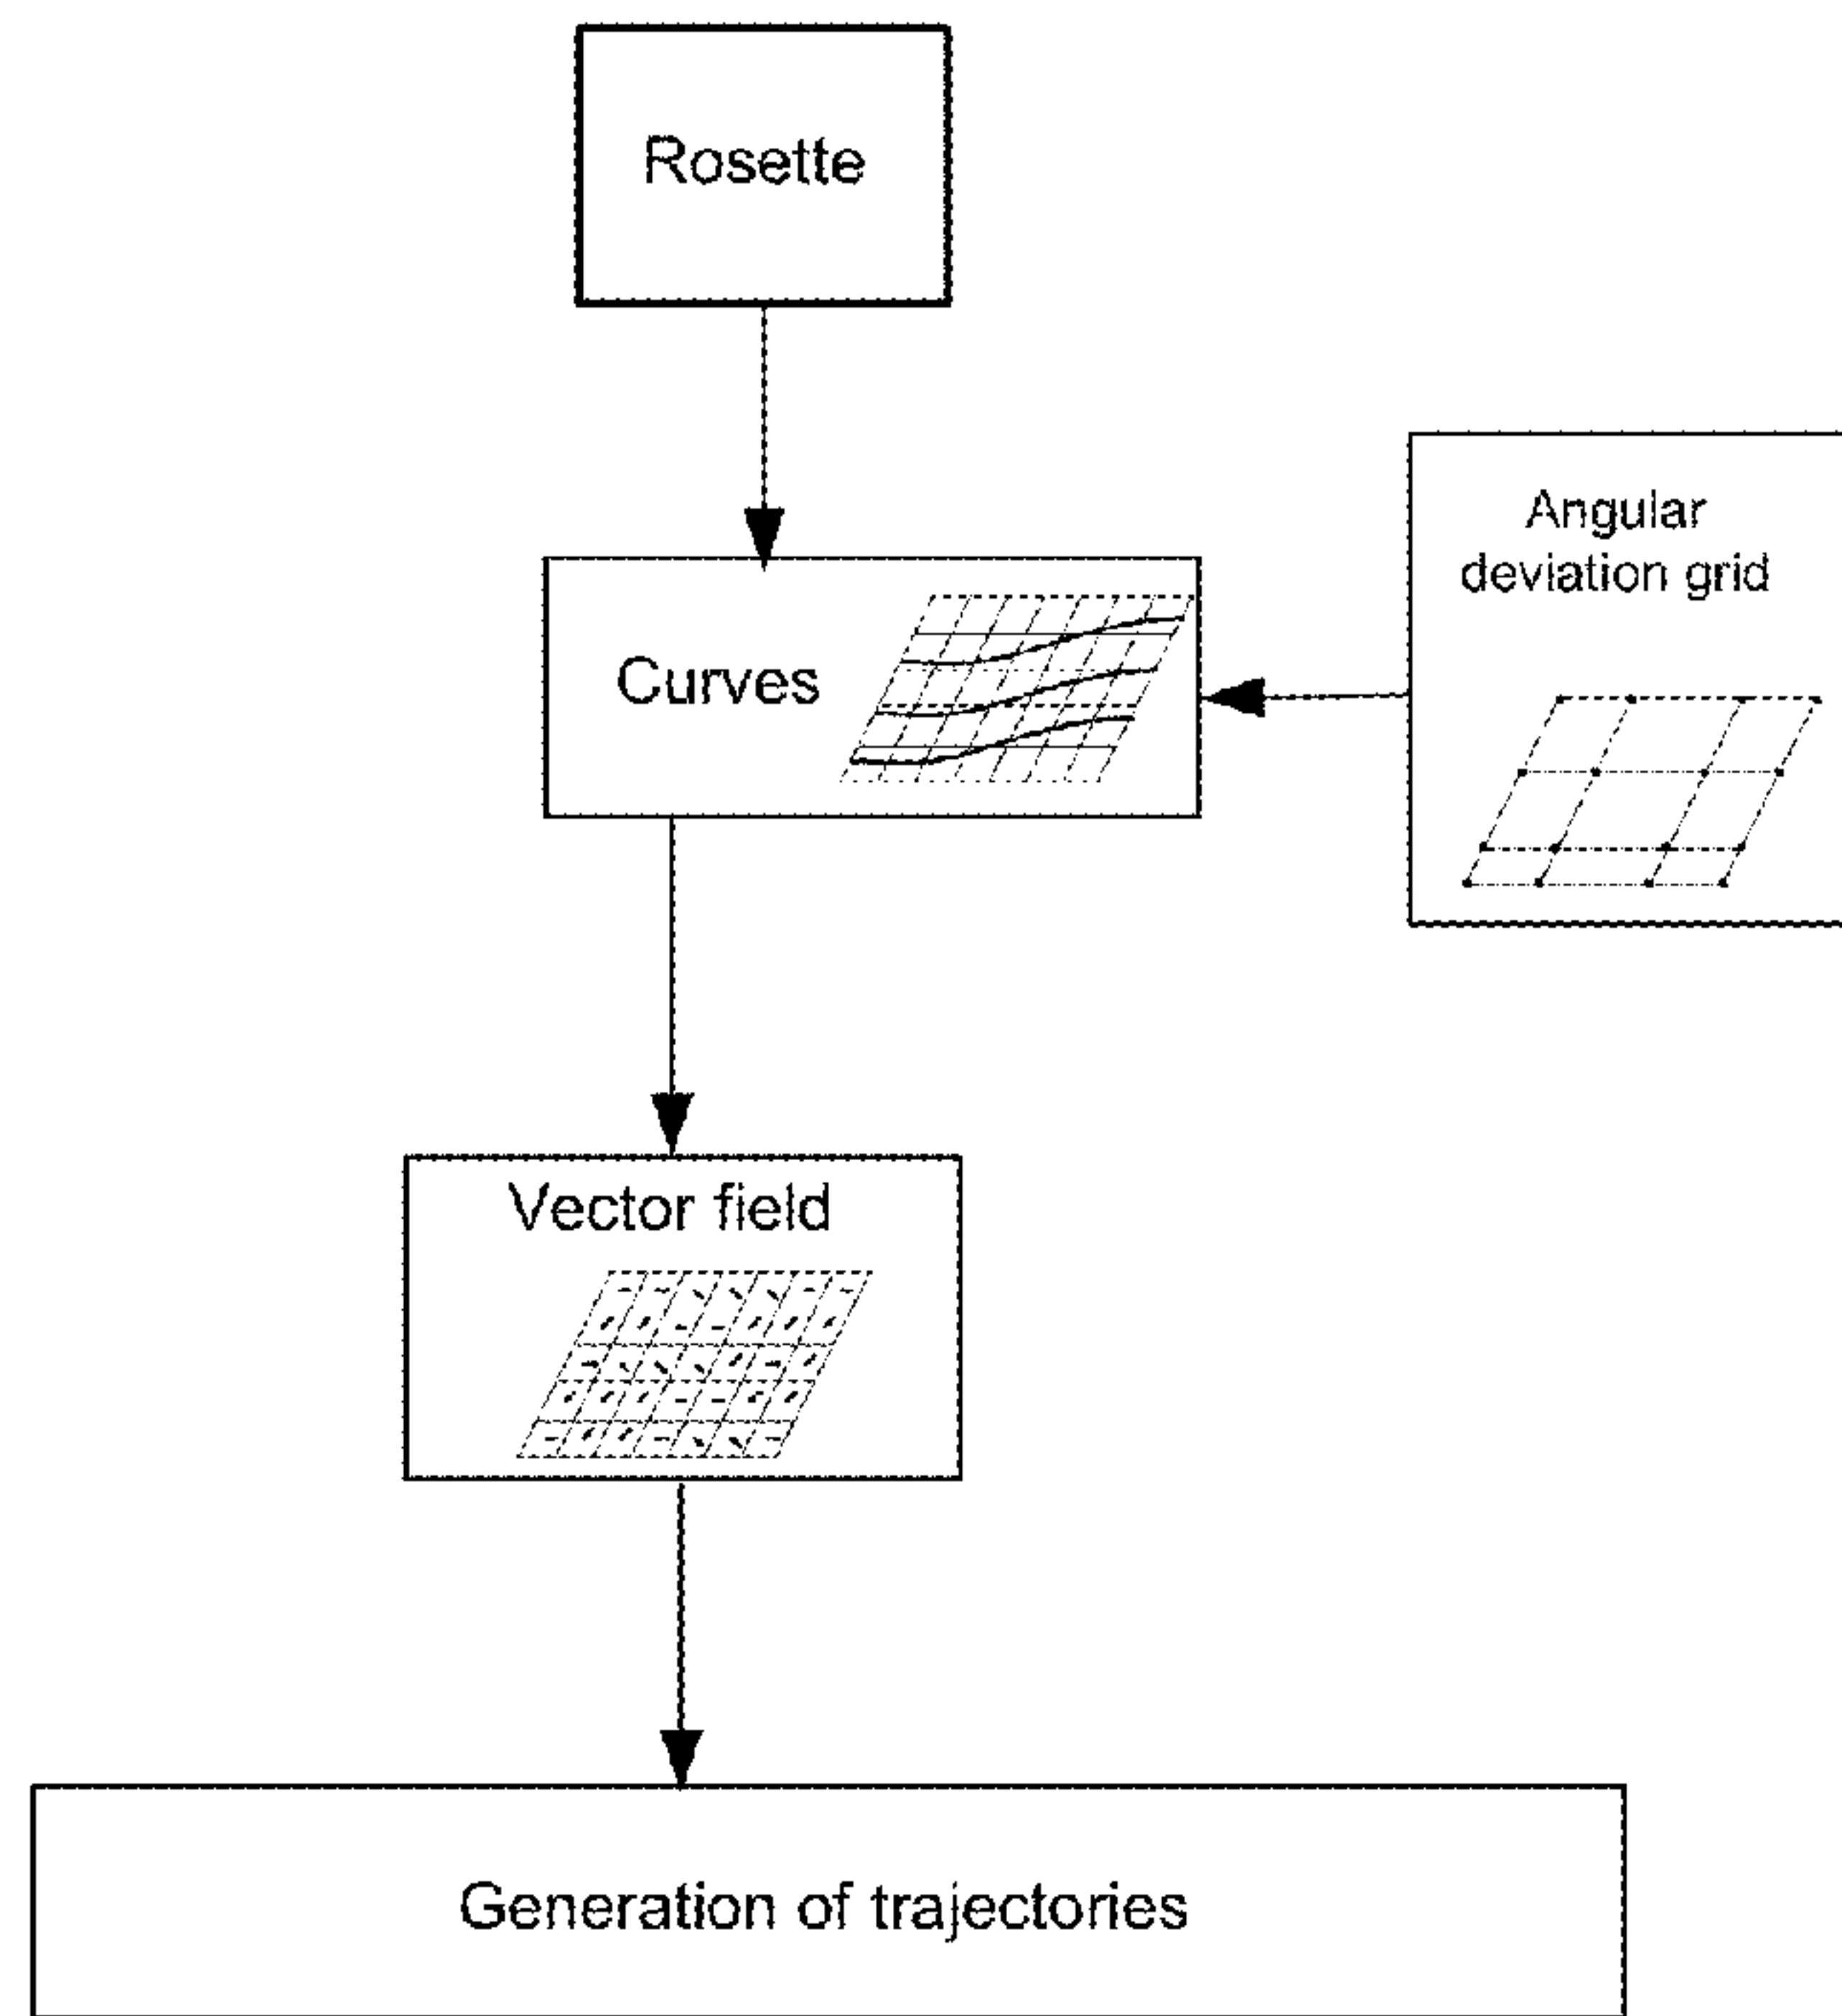 Rosette
Angular
deviation grid
Curves
Vector field
Generation of trajectories